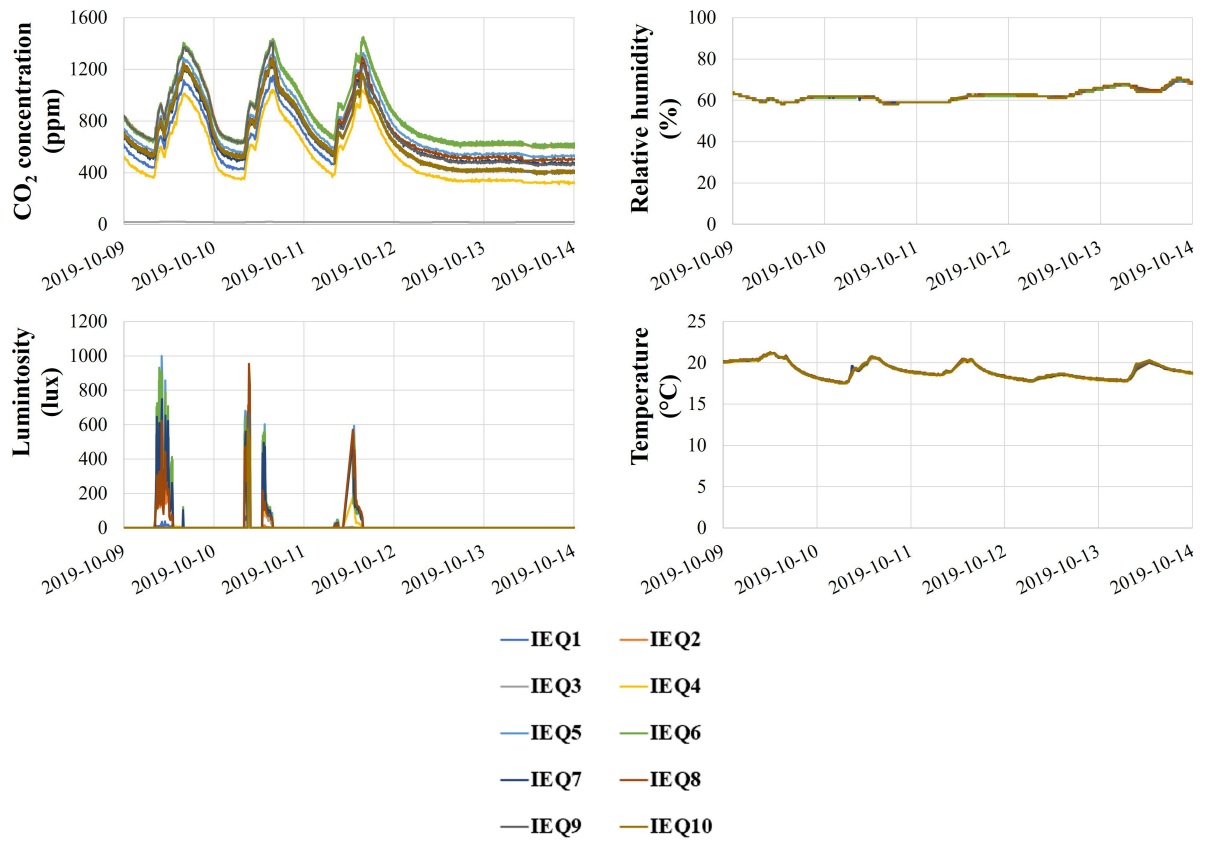 CO2 concentration
(ppm)
1600
1200
800
400
0
2019-10-09
2019-10-10
2019-10-11
2019-10-12
2019-10-13
2019-10-14
Relative humidity
(%)
100
80
60
40
20
0
2019-10-09
2019-10-10
2019-10-11
2019-10-12
2019-10-13
2019-10-14
Lumintosity
(lux)
1200
1000
800
600
400
200
0
2019-10-09
2019-10-10
2019-10-11
2019-10-12
2019-10-13
2019-10-14
Temperature
(°C)
25
20
15
10
5
0
2019-10-09
2019-10-10
2019-10-11
2019-10-12
2019-10-13
2019-10-14
IEQ1
IEQ2
IEQ3
IEQ4
IEQ5
IEQ6
IEQ7
IEQ8
IEQ9
IEQ10